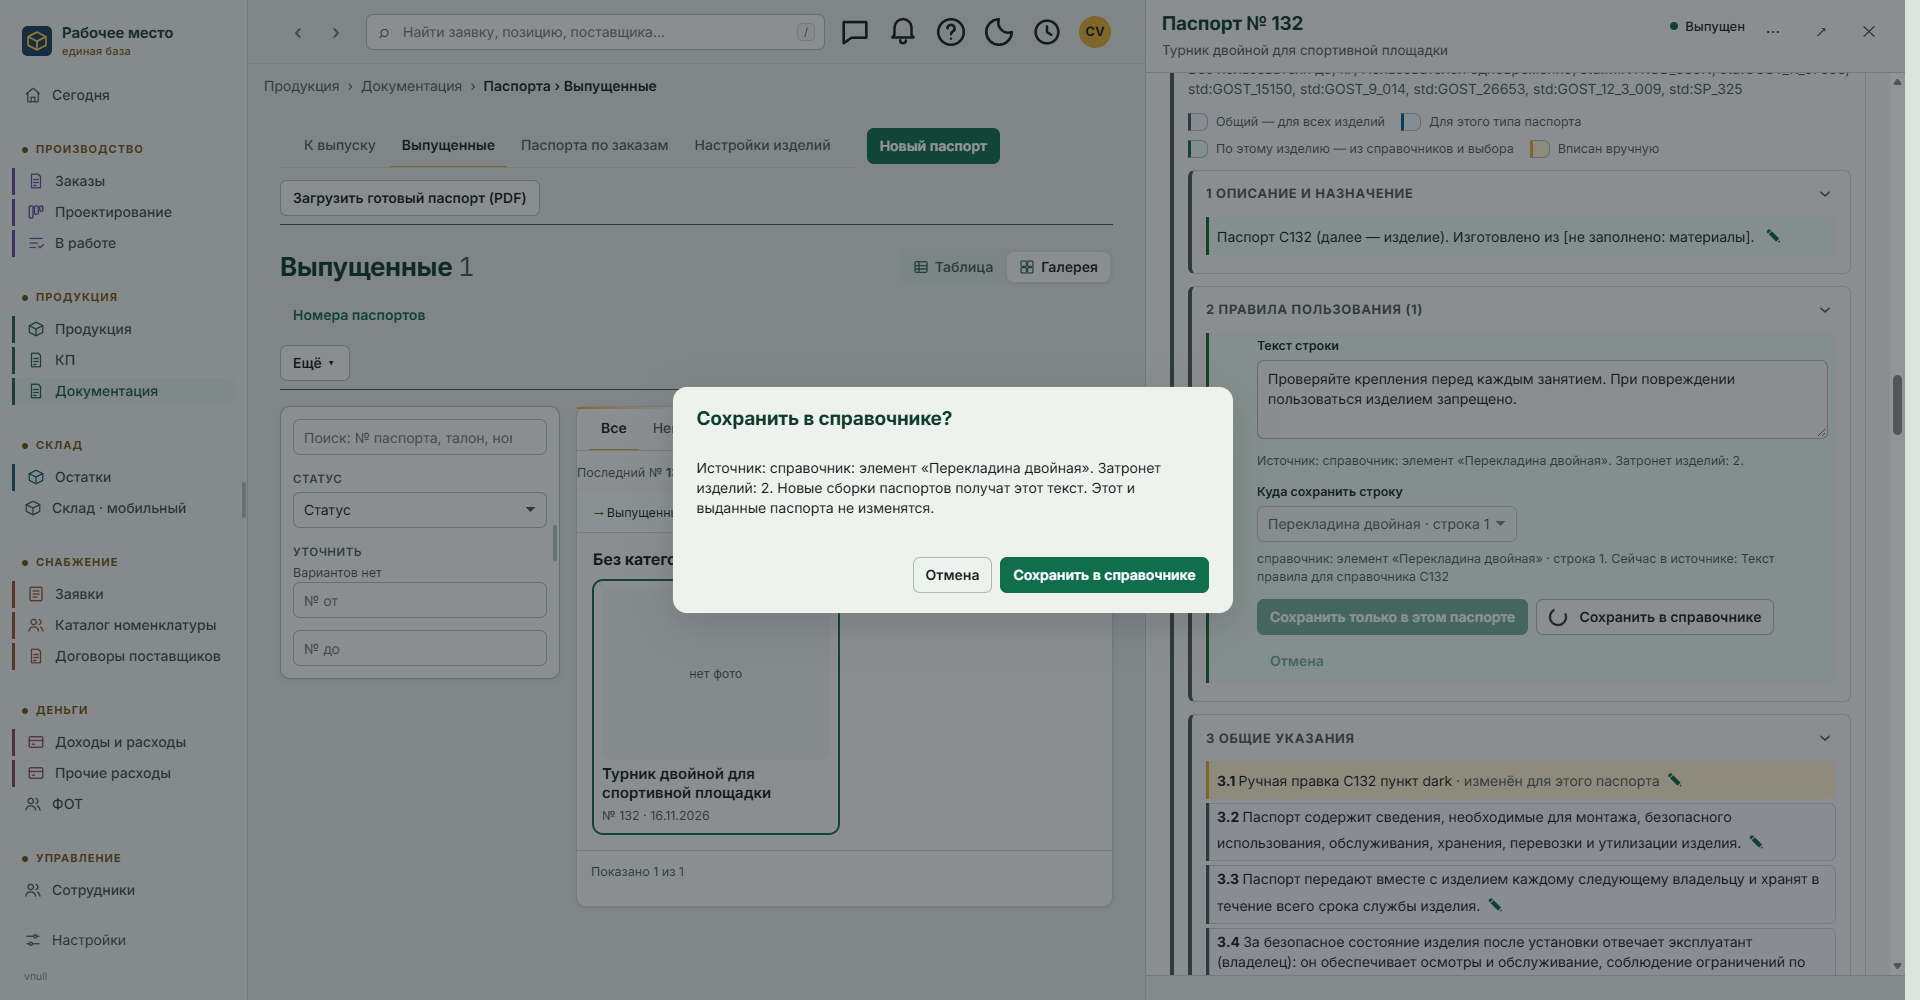 Рабочее место
единая база
Сегодня
ПРОИЗВОДСТВО
Заказы
Проектирование
В работе
ПРОДУКЦИЯ
Продукция
КП
Документация
СКЛАД
Остатки
Склад · мобильный
СНАБЖЕНИЕ
Заявки
Каталог номенклатуры
Договоры поставщиков
ДЕНЬГИ
Доходы и расходы
Прочие расходы
ФОТ
УПРАВЛЕНИЕ
Сотрудники
Настройки
vnull
Найти заявку, позицию, поставщика...
/
CV
Продукция › Документация › Паспорта › Выпущенные
К выпуску
Выпущенные
Паспорта по заказам
Настройки изделий
Новый паспорт
Загрузить готовый паспорт (PDF)
Выпущенные 1
Таблица
Галерея
Номера паспортов
Ещё
Поиск: № паспорта, талон,
СТАТУС
Статус
УТОЧНИТЬ
Вариантов нет
№ от
№ до
Все
Последний №
→ Выпущенн
Без катего
нет фото
Турник двойной для
спортивной площадки
№ 132 · 16.11.2026
Показано 1 из 1
Сохранить в справочнике?
Источник: справочник: элемент «Перекладина двойная». Затронет
изделий: 2. Новые сборки паспортов получат этот текст. Этот и
выданные паспорта не изменятся.
Отмена
Сохранить в справочнике
Паспорт № 132
Турник двойной для спортивной площадки
Выпущен
...
std:GOST_15150, std:GOST_9_014, std:GOST_26653, std:GOST_12_3_009, std:SP_325
Общий — для всех изделий
Для этого типа паспорта
По этому изделию — из справочников и выбора
Вписан вручную
1 ОПИСАНИЕ И НАЗНАЧЕНИЕ
Паспорт С132 (далее — изделие). Изготовлено из [не заполнено: материалы].
2 ПРАВИЛА ПОЛЬЗОВАНИЯ (1)
Текст строки
Проверяйте крепления перед каждым занятием. При повреждении
пользоваться изделием запрещено.
Источник: справочник: элемент «Перекладина двойная». Затронет изделий: 2.
Куда сохранить строку
Перекладина двойная · строка 1
справочник: элемент «Перекладина двойная» · строка 1. Сейчас в источнике: Текст
правила для справочника С132
Сохранить только в этом паспорте
Сохранить в справочнике
Отмена
3 ОБЩИЕ УКАЗАНИЯ
3.1 Ручная правка С132 пункт dark · изменён для этого паспорта
3.2 Паспорт содержит сведения, необходимые для монтажа, безопасного
использования, обслуживания, хранения, перевозки и утилизации изделия.
3.3 Паспорт передают вместе с изделием каждому следующему владельцу и хранят в
течение всего срока службы изделия.
3.4 За безопасное состояние изделия после установки отвечает эксплуатант
(владелец): он обеспечивает осмотры и обслуживание, соблюдение ограничений по